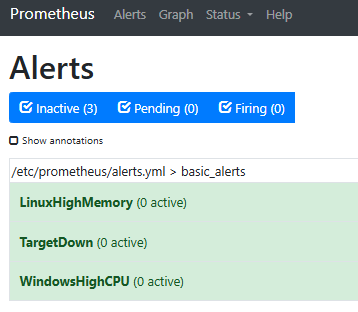 Prometheus Alerts Graph Status Help
Alerts
Inactive (3) Pending (0) Firing (0)
Show annotations
/etc/prometheus/alerts.yml > basic_alerts
LinuxHighMemory (0 active)
TargetDown (0 active)
WindowsHighCPU (0 active)